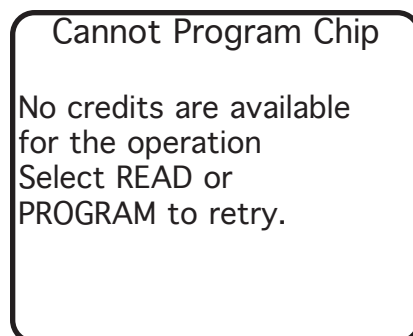 Cannot Program Chip
No credits are available
for the operation
Select READ or
PROGRAM to retry.